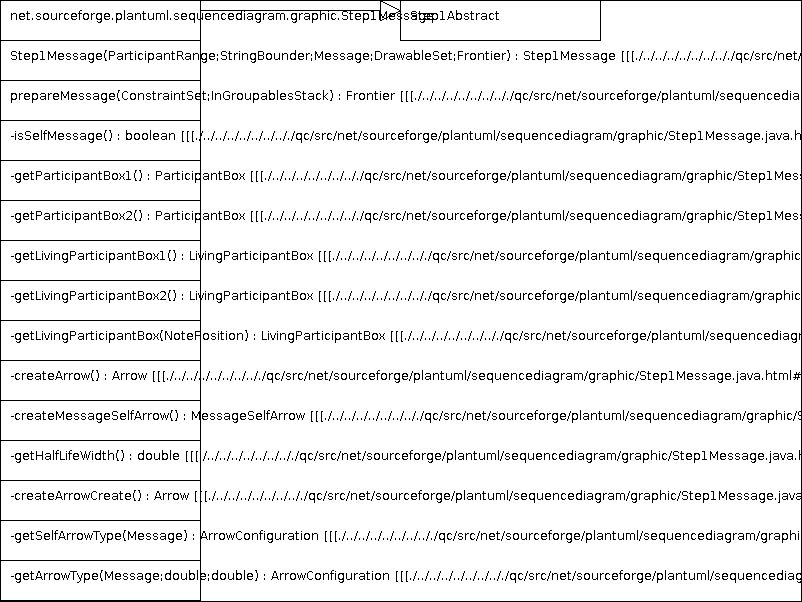 net.sourceforge.plantuml.sequencediagram.graphic.Step1Message
Step1Abstract
Step1Message(ParticipantRange;StringBounder;Message;DrawableSet;Frontier) : Step1Message [[[./../../../../../../../qc/src/net/
prepareMessage(ConstraintSet;InGroupablesStack) : Frontier [[[./../../../../../../../qc/src/net/sourceforge/plantuml/sequencedia
-isSelfMessage() : boolean [[[./../../../../../../../qc/src/net/sourceforge/plantuml/sequencediagram/graphic/Step1Message.java.h
-getParticipantBox1() : ParticipantBox [[[./../../../../../../../qc/src/net/sourceforge/plantuml/sequencediagram/graphic/Step1Mess
-getParticipantBox2() : ParticipantBox [[[./../../../../../../../qc/src/net/sourceforge/plantuml/sequencediagram/graphic/Step1Mess
-getLivingParticipantBox1() : LivingParticipantBox [[[./../../../../../../../qc/src/net/sourceforge/plantuml/sequencediagram/graphic
-getLivingParticipantBox2() : LivingParticipantBox [[[./../../../../../../../qc/src/net/sourceforge/plantuml/sequencediagram/graphic
-getLivingParticipantBox(NotePosition) : LivingParticipantBox [[[./../../../../../../../qc/src/net/sourceforge/plantuml/sequencediagr
-createArrow() : Arrow [[[./../../../../../../../qc/src/net/sourceforge/plantuml/sequencediagram/graphic/Step1Message.java.html#
-createMessageSelfArrow() : MessageSelfArrow [[[./../../../../../../../qc/src/net/sourceforge/plantuml/sequencediagram/graphic/S
-getHalfLifeWidth() : double [[[./../../../../../../../qc/src/net/sourceforge/plantuml/sequencediagram/graphic/Step1Message.java.h
-createArrowCreate() : Arrow [[[./../../../../../../../qc/src/net/sourceforge/plantuml/sequencediagram/graphic/Step1Message.java
-getSelfArrowType(Message) : ArrowConfiguration [[[./../../../../../../../qc/src/net/sourceforge/plantuml/sequencediagram/graphi
-getArrowType(Message;double;double) : ArrowConfiguration [[[./../../../../../../../qc/src/net/sourceforge/plantuml/sequencediag